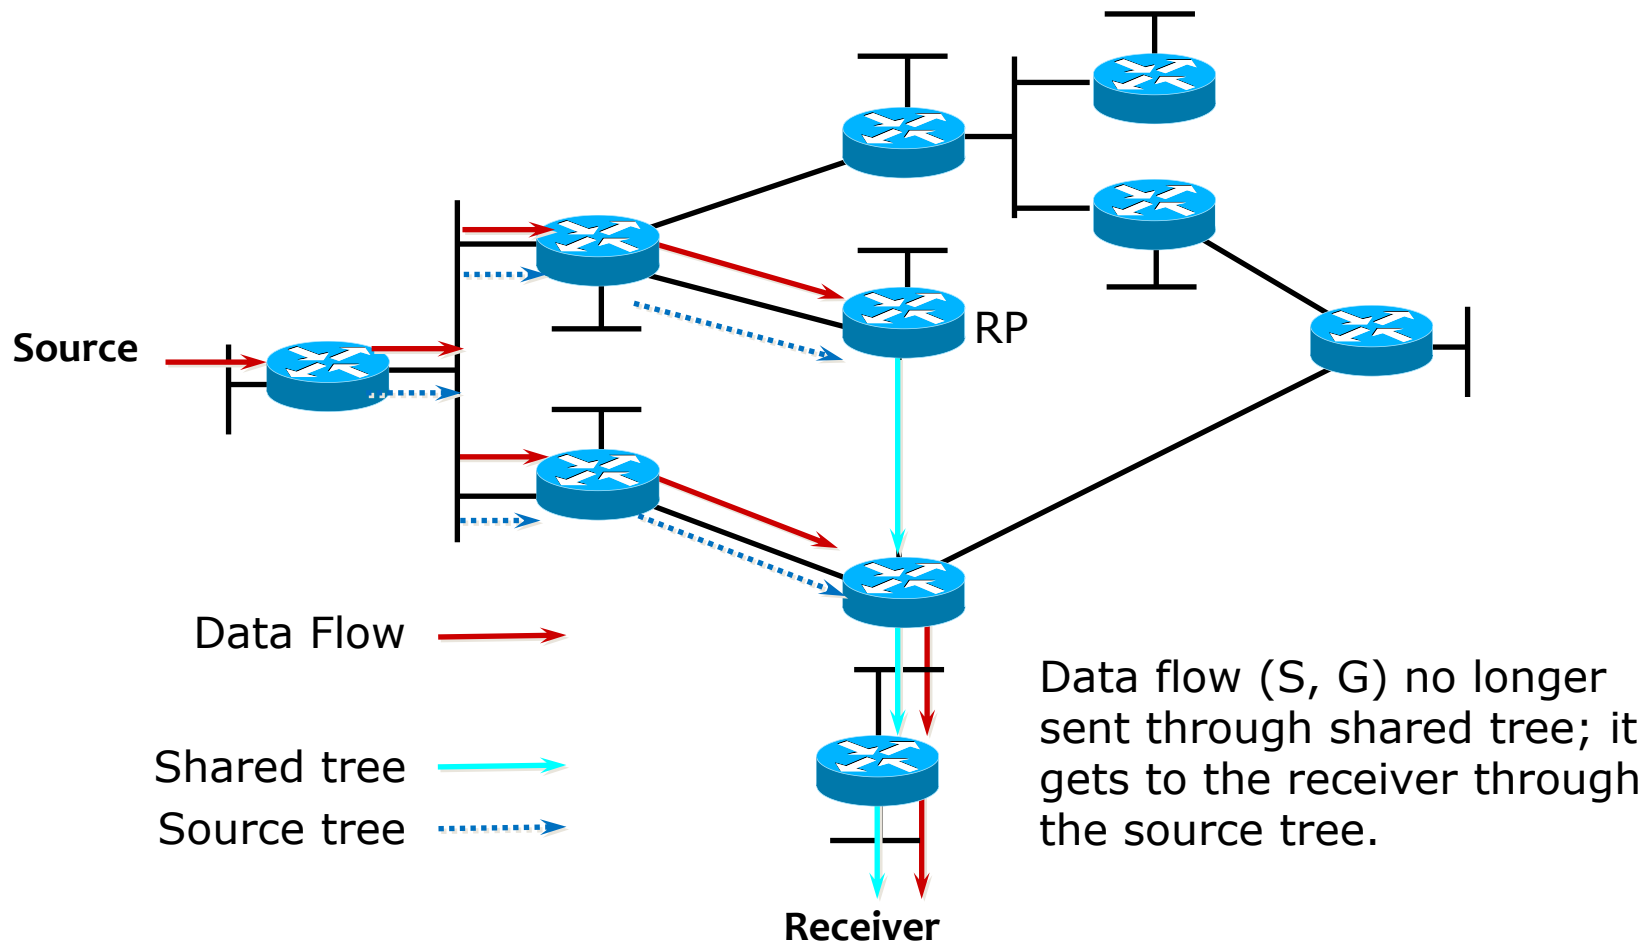 RP
Source
Data Flow
Shared tree
Source tree
Data flow (S, G) no longer
sent through shared tree; it
gets to the receiver through
the source tree.
Receiver